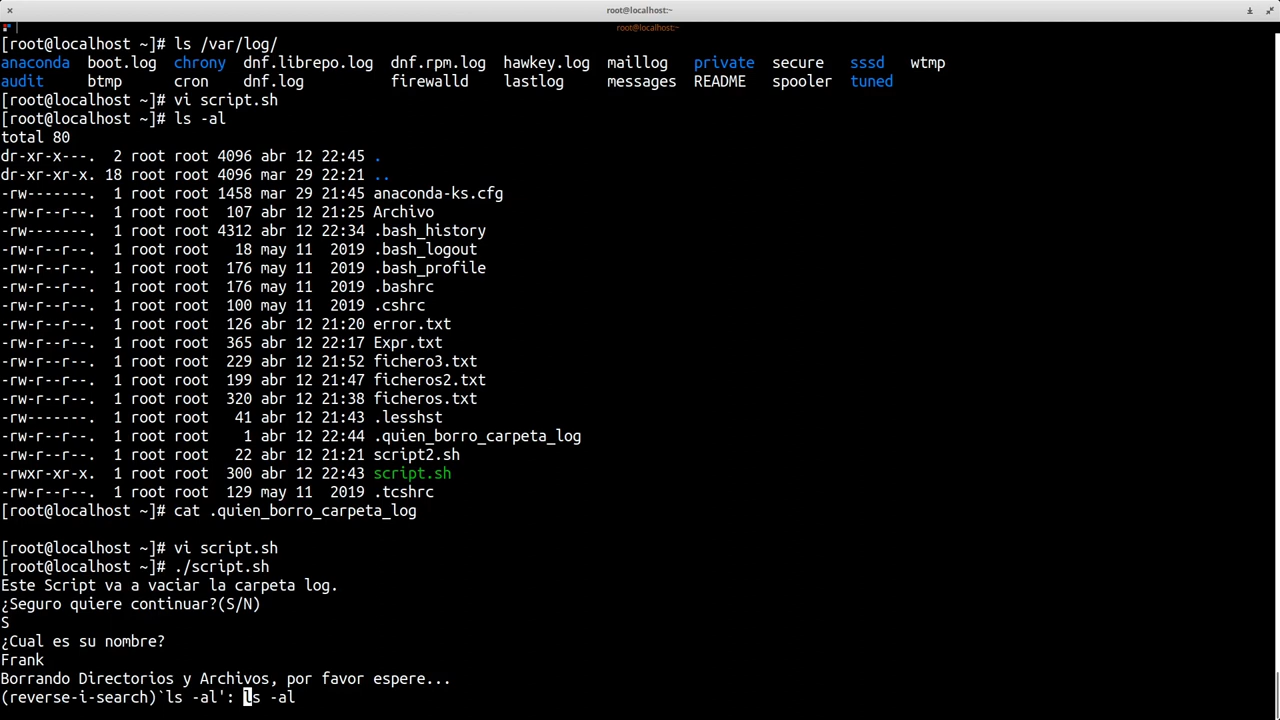 root@localhost:~
root@localhost:~
[root@localhost ~]# ls /var/log/
anaconda boot.log chrony dnf.librepo.log dnf.rpm.log hawkey.log maillog private secure sssd wtmp
audit btmp cron dnf.log firewalld lastlog messages README spooler tuned
[root@localhost ~]# vi script.sh
[root@localhost ~]# ls -al
total 80
dr-xr-x---. 2 root root 4096 abr 12 22:45 .
dr-xr-xr-x. 18 root root 4096 mar 29 22:21 ..
-rw-------. 1 root root 1458 mar 29 21:45 anaconda-ks.cfg
-rw-r--r--. 1 root root 107 abr 12 21:25 Archivo
-rw-------. 1 root root 4312 abr 12 22:34 .bash_history
-rw-r--r--. 1 root root 18 may 11 2019 .bash_logout
-rw-r--r--. 1 root root 176 may 11 2019 .bash_profile
-rw-r--r--. 1 root root 176 may 11 2019 .bashrc
-rw-r--r--. 1 root root 100 may 11 2019 .cshrc
-rw-r--r--. 1 root root 126 abr 12 21:20 error.txt
-rw-r--r--. 1 root root 365 abr 12 22:17 Expr.txt
-rw-r--r--. 1 root root 229 abr 12 21:52 fichero3.txt
-rw-r--r--. 1 root root 199 abr 12 21:47 ficheros2.txt
-rw-r--r--. 1 root root 320 abr 12 21:38 ficheros.txt
-rw-------. 1 root root 41 abr 12 21:43 .lesshst
-rw-r--r--. 1 root root 1 abr 12 22:44 .quien_borro_carpeta_log
-rw-r--r--. 1 root root 22 abr 12 21:21 script2.sh
-rwxr-xr-x. 1 root root 300 abr 12 22:43 script.sh
-rw-r--r--. 1 root root 129 may 11 2019 .tcshrc
[root@localhost ~]# cat .quien_borro_carpeta_log
[root@localhost ~]# vi script.sh
[root@localhost ~]# ./script.sh
Este Script va a vaciar la carpeta log.
¿Seguro quiere continuar?(S/N)
S
¿Cual es su nombre?
Frank
Borrando Directorios y Archivos, por favor espere...
(reverse-i-search)`ls -al': ls -al